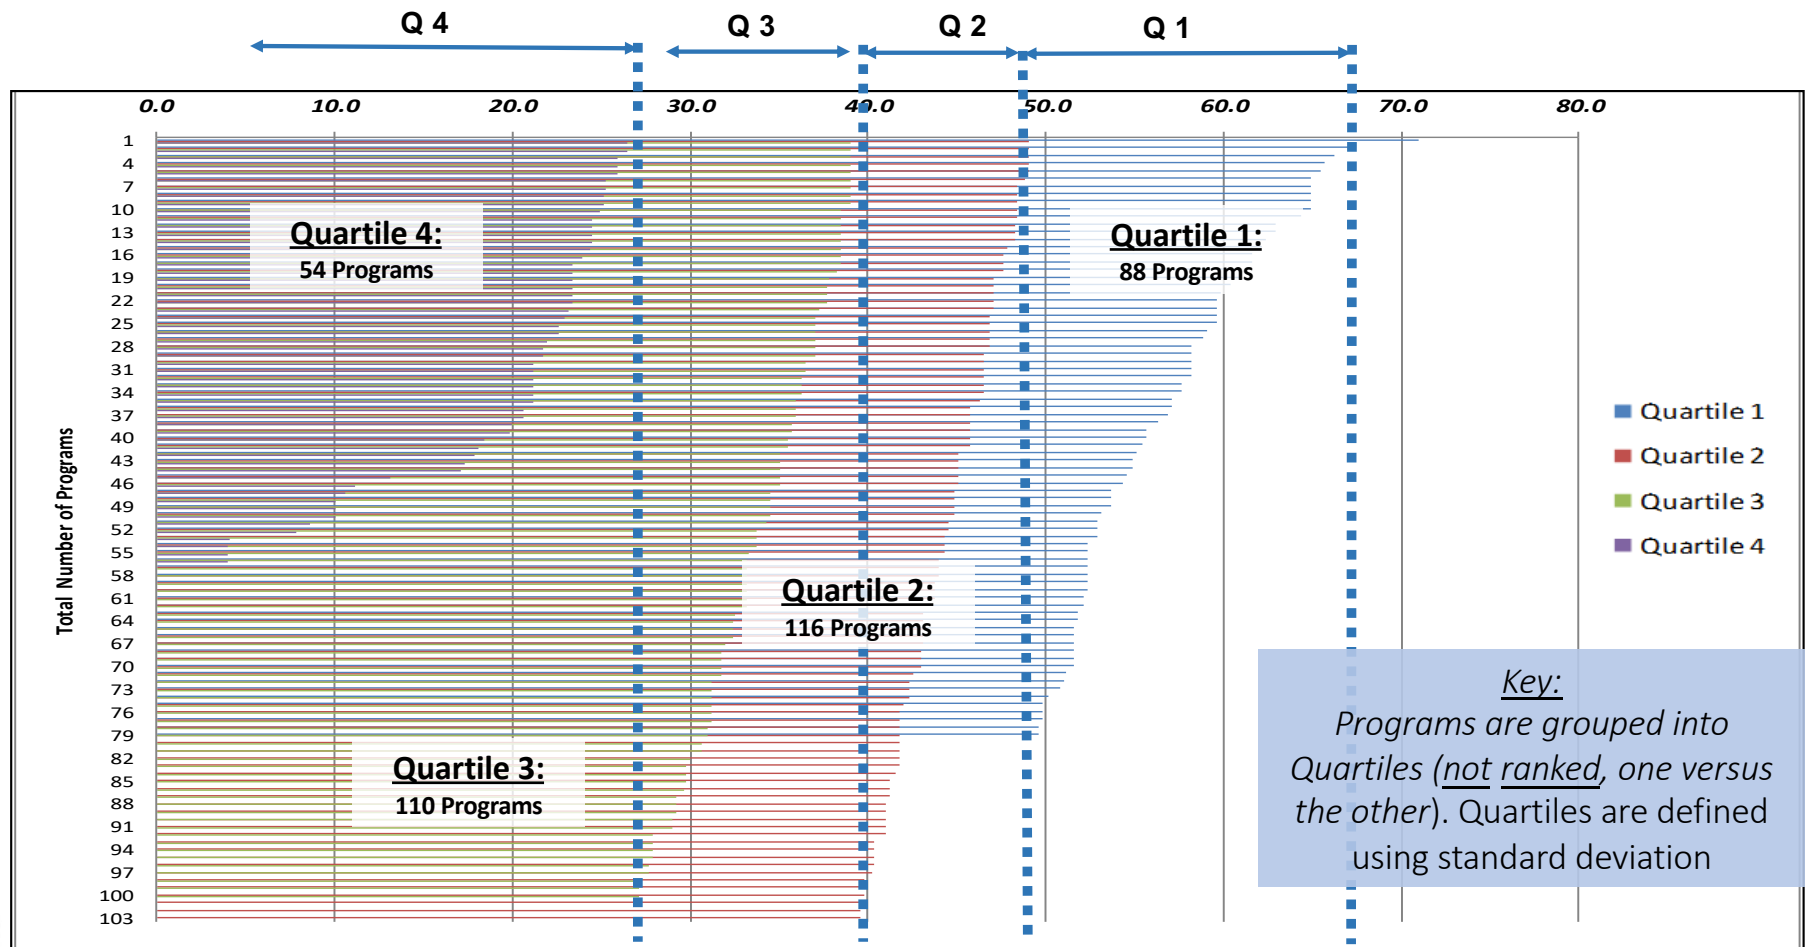 Q 4
Q 3
Q 2
Q 1
0.0 10.0 20.0 30.0 40.0 50.0 60.0 70.0 80.0
Total Number of Programs
1
4
7
10
13
16
19
22
25
28
31
34
37
40
43
46
49
52
55
58
61
64
67
70
73
76
79
82
85
88
91
94
97
100
103
Quartile 4:
54 Programs
Quartile 1:
88 Programs
Quartile 2:
116 Programs
Quartile 3:
110 Programs
Quartile 1
Quartile 2
Quartile 3
Quartile 4
Key:
Programs are grouped into
Quartiles (not ranked, one versus
the other). Quartiles are defined
using standard deviation